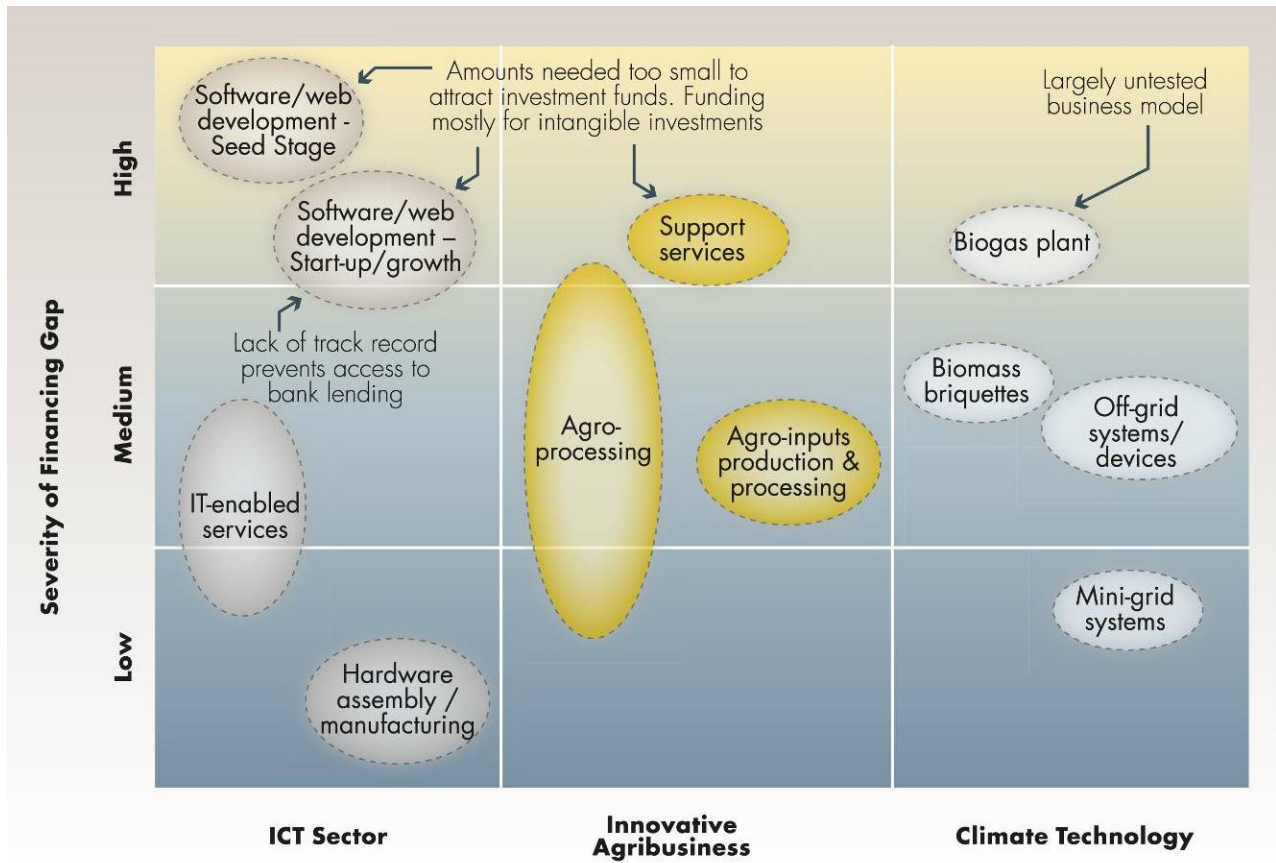 Software/web
development -
Seed Stage
Amounts needed too small to
attract investment funds. Funding
mostly for intangible investments
Largely untested
business model
High
Software/web
development –
Start-up/growth
Support
services
Biogas plant
Lack of track record
prevents access to
bank lending
Severity of Financing Gap
Medium
Biomass
briquettes
Off-grid
systems/
devices
Agro-
processing
Agro-inputs
production &
processing
IT-enabled
services
Low
Mini-grid
systems
Hardware
assembly /
manufacturing
ICT Sector
Innovative
Agribusiness
Climate Technology